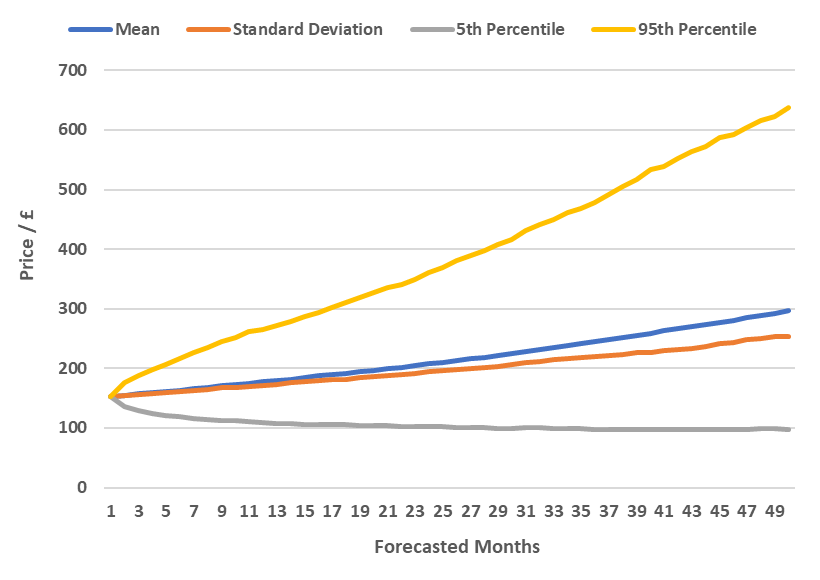 Mean Standard Deviation 5th Percentile 95th Percentile
700
600
500
400
300
200
100
0
Price / £
1 3 5 7 9 11 13 15 17 19 21 23 25 27 29 31 33 35 37 39 41 43 45 47 49
Forecasted Months